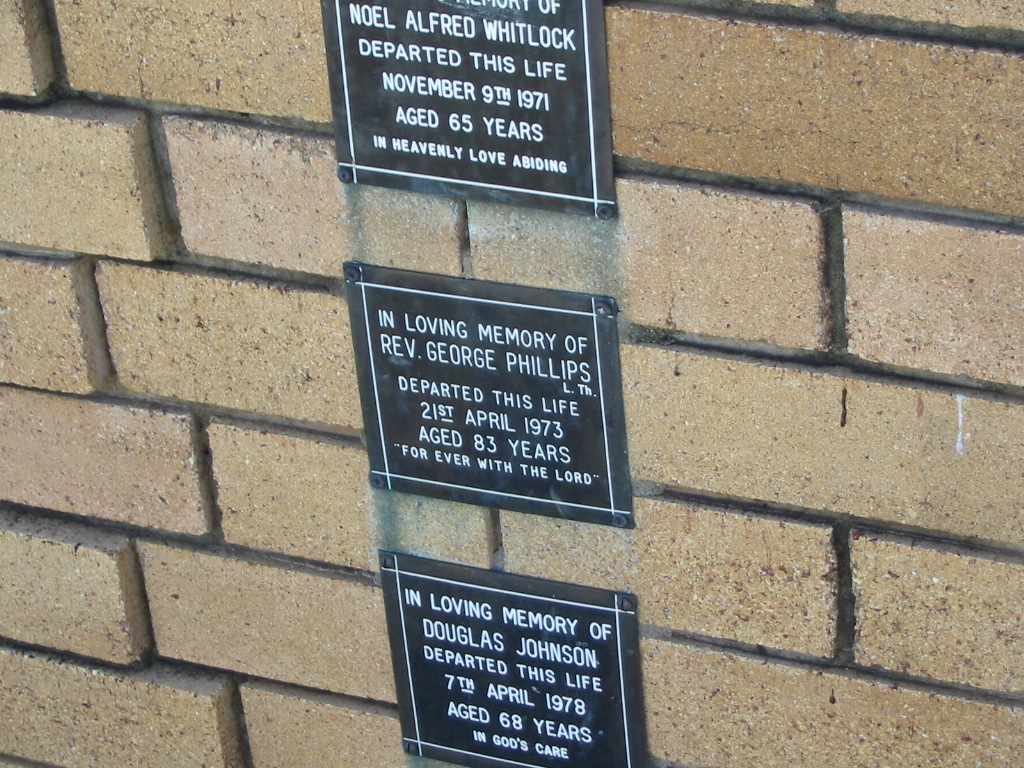 MEMORY OF
NOEL ALFRED WHITLOCK
DEPARTED THIS LIFE
NOVEMBER 9TH 1971
AGED 65 YEARS
IN HEAVENLY LOVE ABIDING
IN LOVING MEMORY OF
REV. GEORGE PHILLIPS
L. Th.
DEPARTED THIS LIFE
21ST APRIL 1973
AGED 83 YEARS
"FOR EVER WITH THE LORD"
IN LOVING MEMORY OF
DOUGLAS JOHNSON
DEPARTED THIS LIFE
7TH APRIL 1978
AGED 68 YEARS
IN GOD'S CARE